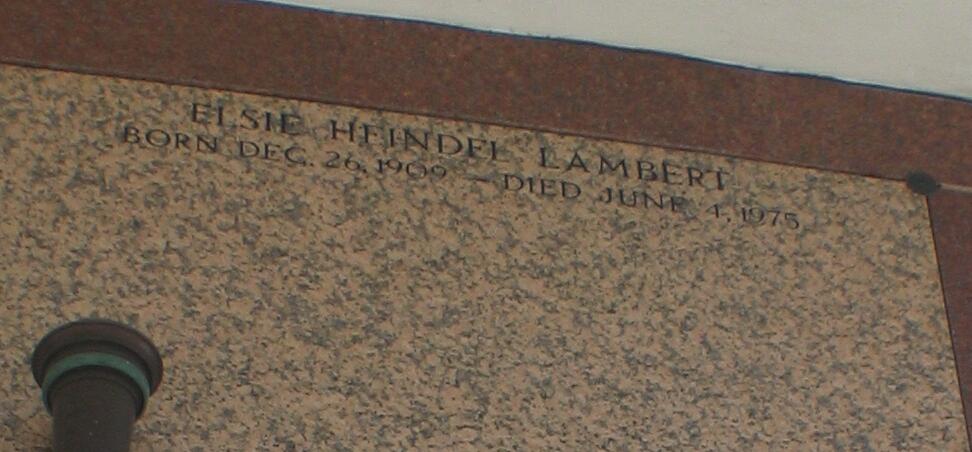 ELSIE HEINDEL LAMBERT
BORN DEC. 26, 1909 – DIED JUNE 4, 1975